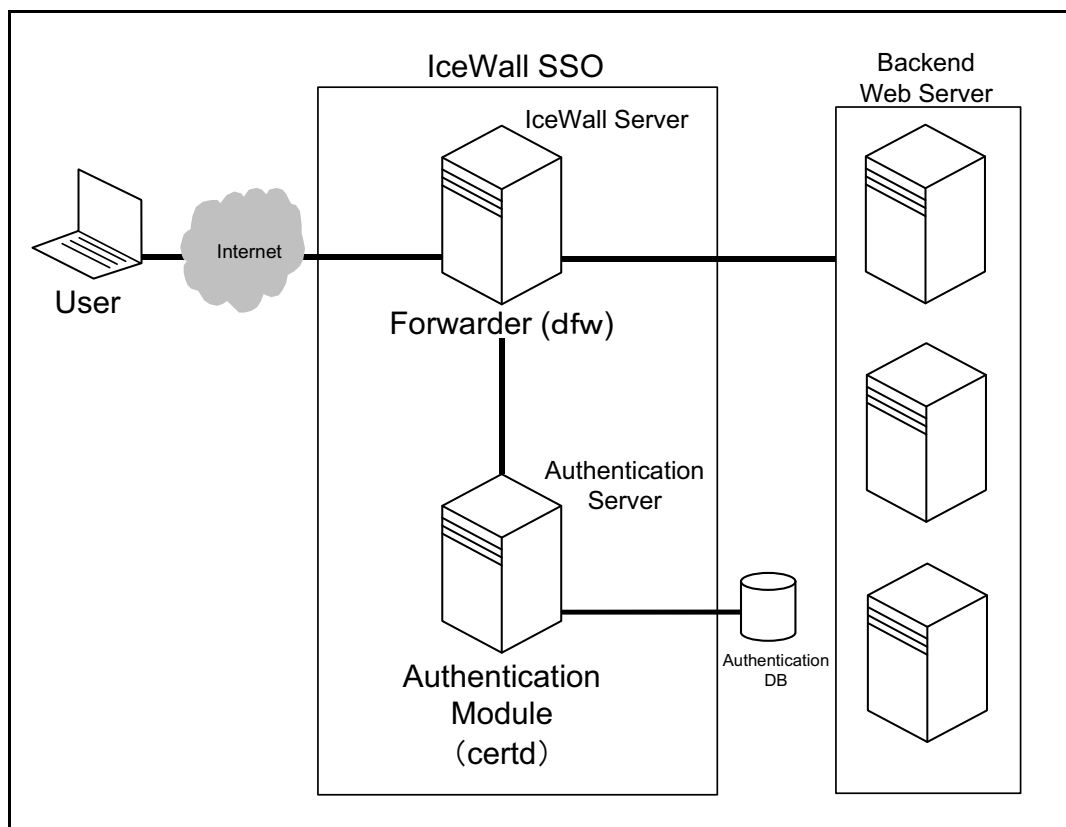 IceWall SSO
Backend
Web Server
IceWall Server
Internet
User
Forwarder (dfw)
Authentication
Server
Authentication
DB
Authentication
Module
（certd）